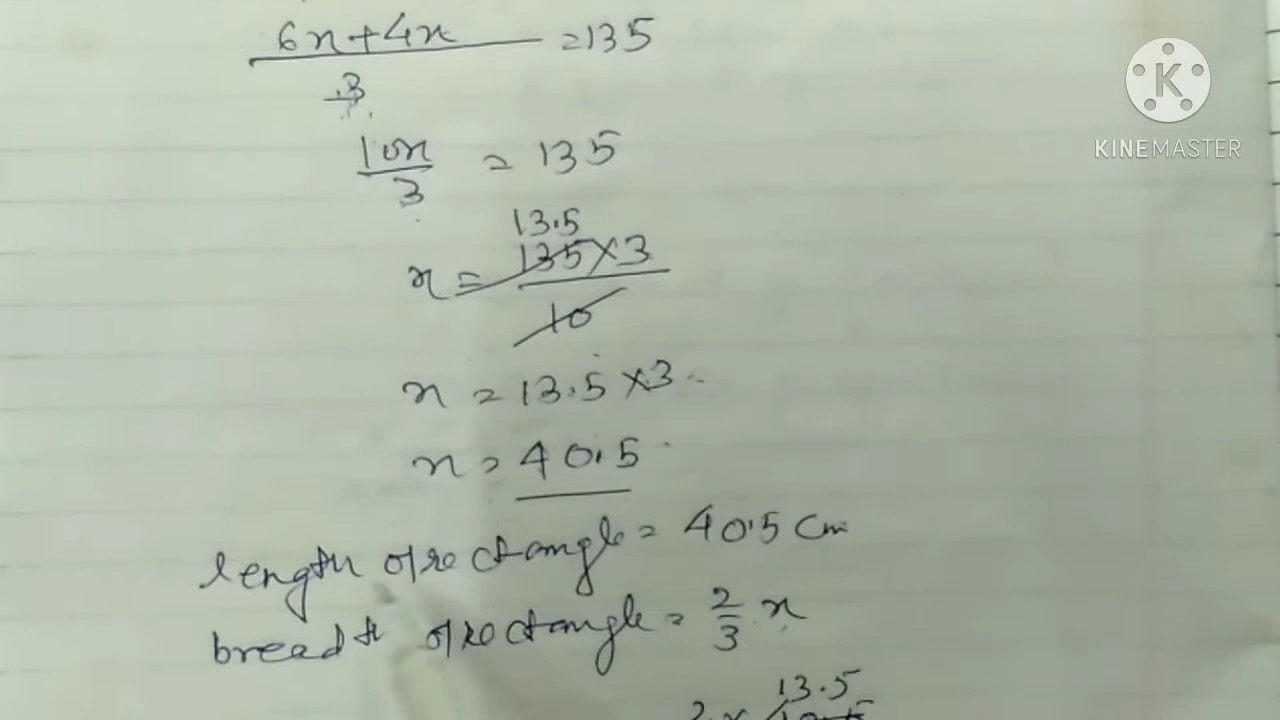 6x+4x/3 =135
10x/3 = 135
13.5
x = 135×3/10
x = 13.5×3
x = 40.5
length of rectangle = 40.5 cm
breadth of rectangle = 2/3 x
13.5
K
KINEMASTER